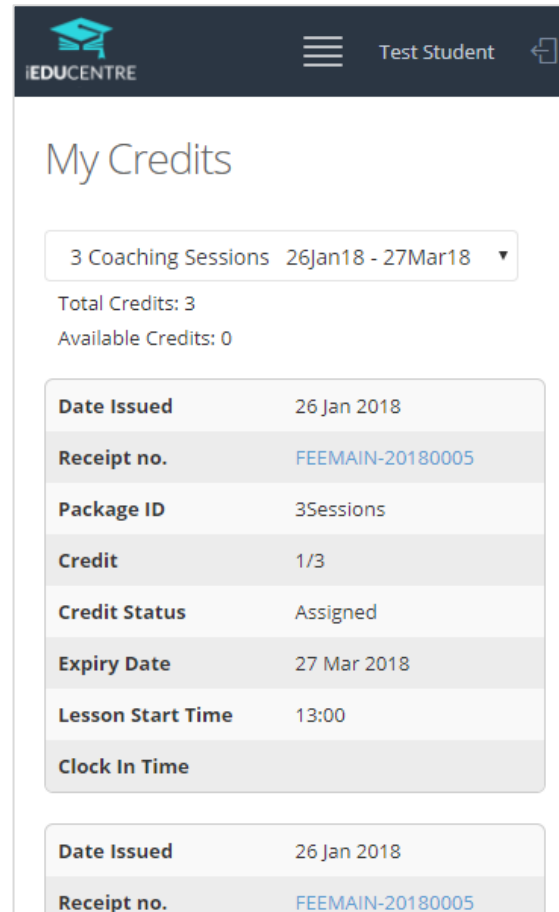 iEDUCENTRE
Test Student
My Credits
3 Coaching Sessions 26Jan18 - 27Mar18
Total Credits: 3
Available Credits: 0
Date Issued 26 Jan 2018
Receipt no. FEEMAIN-20180005
Package ID 3Sessions
Credit 1/3
Credit Status Assigned
Expiry Date 27 Mar 2018
Lesson Start Time 13:00
Clock In Time
Date Issued 26 Jan 2018
Receipt no. FEEMAIN-20180005